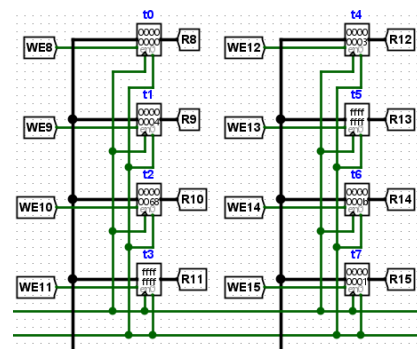 t0
t4
WE8
0000
0000
R8
WE12
0000
R12
t1
t5
WE9
0000
0004
R9
WE13
ffff
ffff
R13
t2
t6
WE10
0000
0068
R10
WE14
0000
000b
R14
t3
t7
WE11
ffff
ffff
R11
WE15
0000
0001
R15